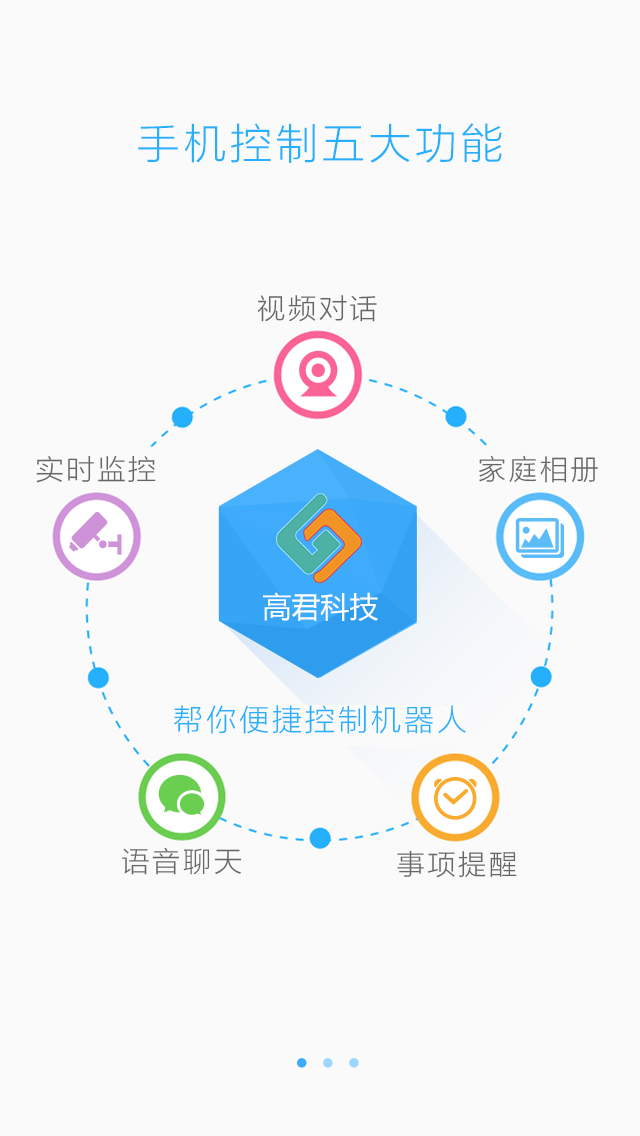 手机控制五大功能
视频对话
实时监控
家庭相册
高君科技
帮你便捷控制机器人
语音聊天
事项提醒